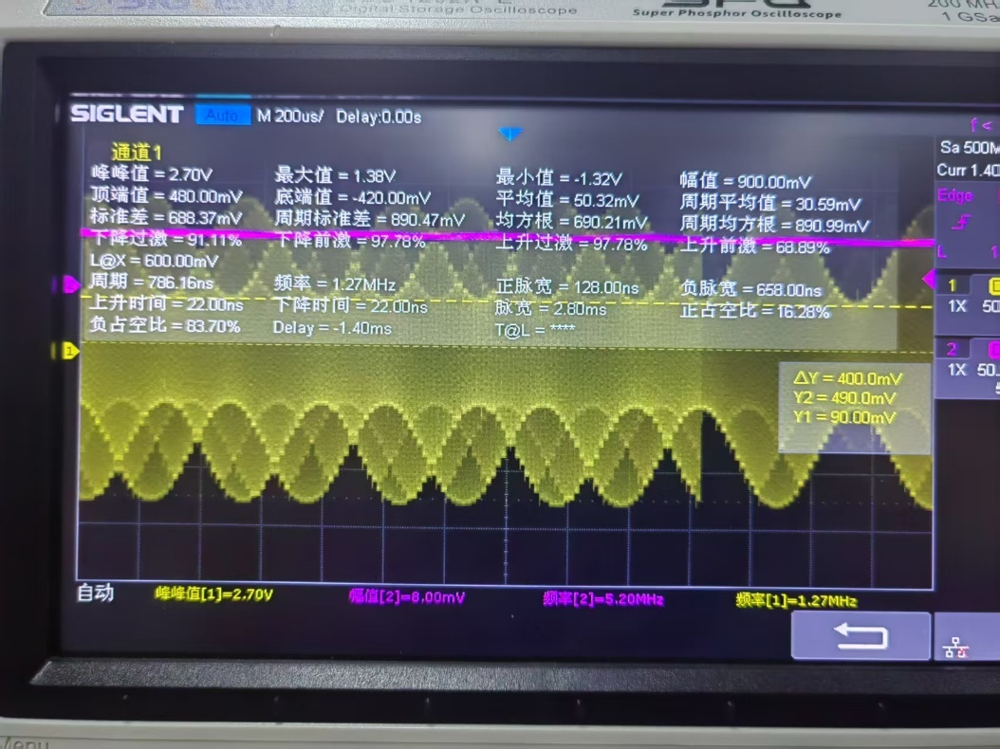 SIGLENT
Digital Storage Oscilloscope
SPO
Super Phosphor Oscilloscope
200 MH
1 GSa
SIGLENT Auto M 200us/ Delay:0.00s
f <
Sa 500M
Curr 1.40
Edge
L 1
通道1
峰峰值 = 2.70V 最大值 = 1.38V 最小值 = -1.32V 幅值 = 900.00mV
顶端值 = 480.00mV 底端值 = -420.00mV 平均值 = 50.32mV 周期平均值 = 30.59mV
标准差 = 688.37mV 周期标准差 = 890.47mV 均方根 = 690.21mV 周期均方根 = 890.99mV
下降过激 = 91.11% 下降前激 = 97.78% 上升过激 = 97.78% 上升前激 = 68.89%
L@X = 600.00mV
周期 = 786.16ns 频率 = 1.27MHz 正脉宽 = 128.00ns 负脉宽 = 658.00ns
上升时间 = 22.00ns 下降时间 = 22.00ns 脉宽 = 2.80ms 正占空比 = 16.28%
负占空比 = 83.70% Delay = -1.40ms T@L = ****
1
1X 50
2
1X 50.
1
ΔY = 400.0mV
Y2 = 490.0mV
Y1 = 90.00mV
自动 峰峰值[1]=2.70V 幅值[2]=8.00mV 频率[2]=5.20MHz 频率[1]=1.27MHz
Menu